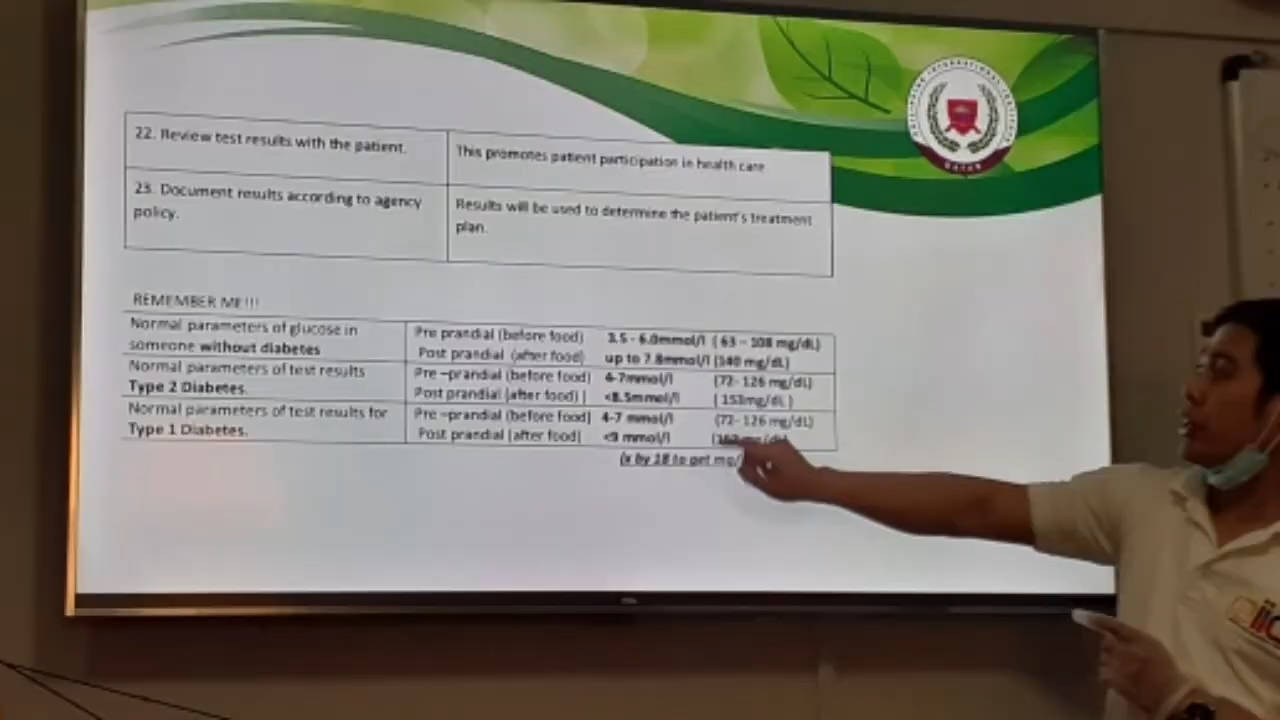 22. Review test results with the patient.
This promotes patient participation in health care
23. Document results according to agency
policy.
Results will be used to determine the patient's treatment
plan.
REMEMBER ME!!!
Normal parameters of glucose in
someone without diabetes
Pre prandial (before food) 3.5 - 6.0mmol/l ( 63 – 108 mg/dL)
Post prandial (after food) up to 7.8mmol/l (140 mg/dL)
Normal parameters of test results
Type 2 Diabetes.
Pre –prandial (before food) 4-7mmol/l (72- 126 mg/dL)
Post prandial (after food) | <8.5mmol/l ( 153mg/dL )
Normal parameters of test results for
Type 1 Diabetes.
Pre –prandial (before food) 4-7 mmol/l (72- 126 mg/dL)
Post prandial (after food) <9 mmol/l
(x by 18 to get mg/
INTERNATIONAL
QATAR